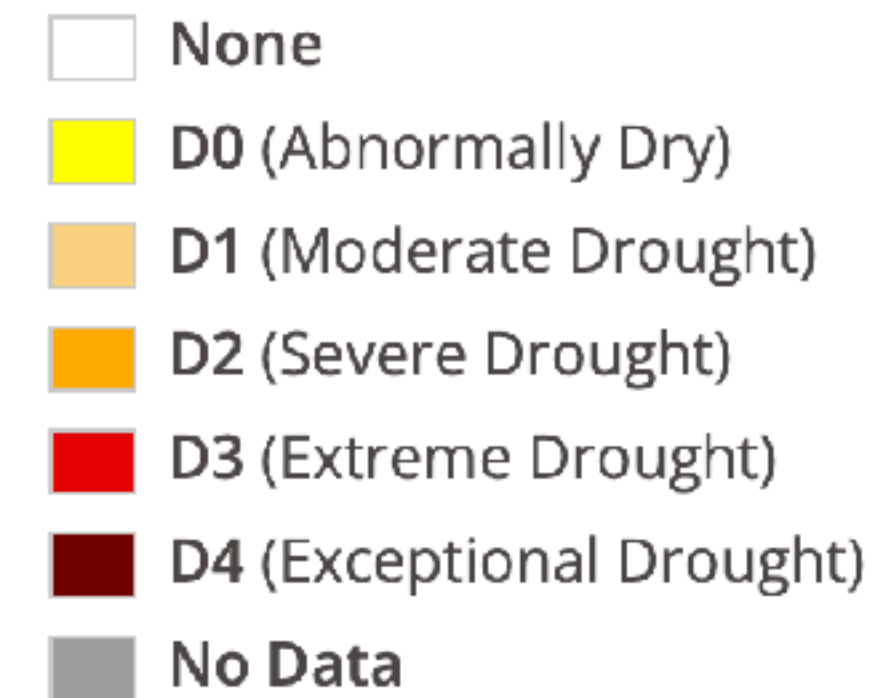 None
D0 (Abnormally Dry)
D1 (Moderate Drought)
D2 (Severe Drought)
D3 (Extreme Drought)
D4 (Exceptional Drought)
No Data